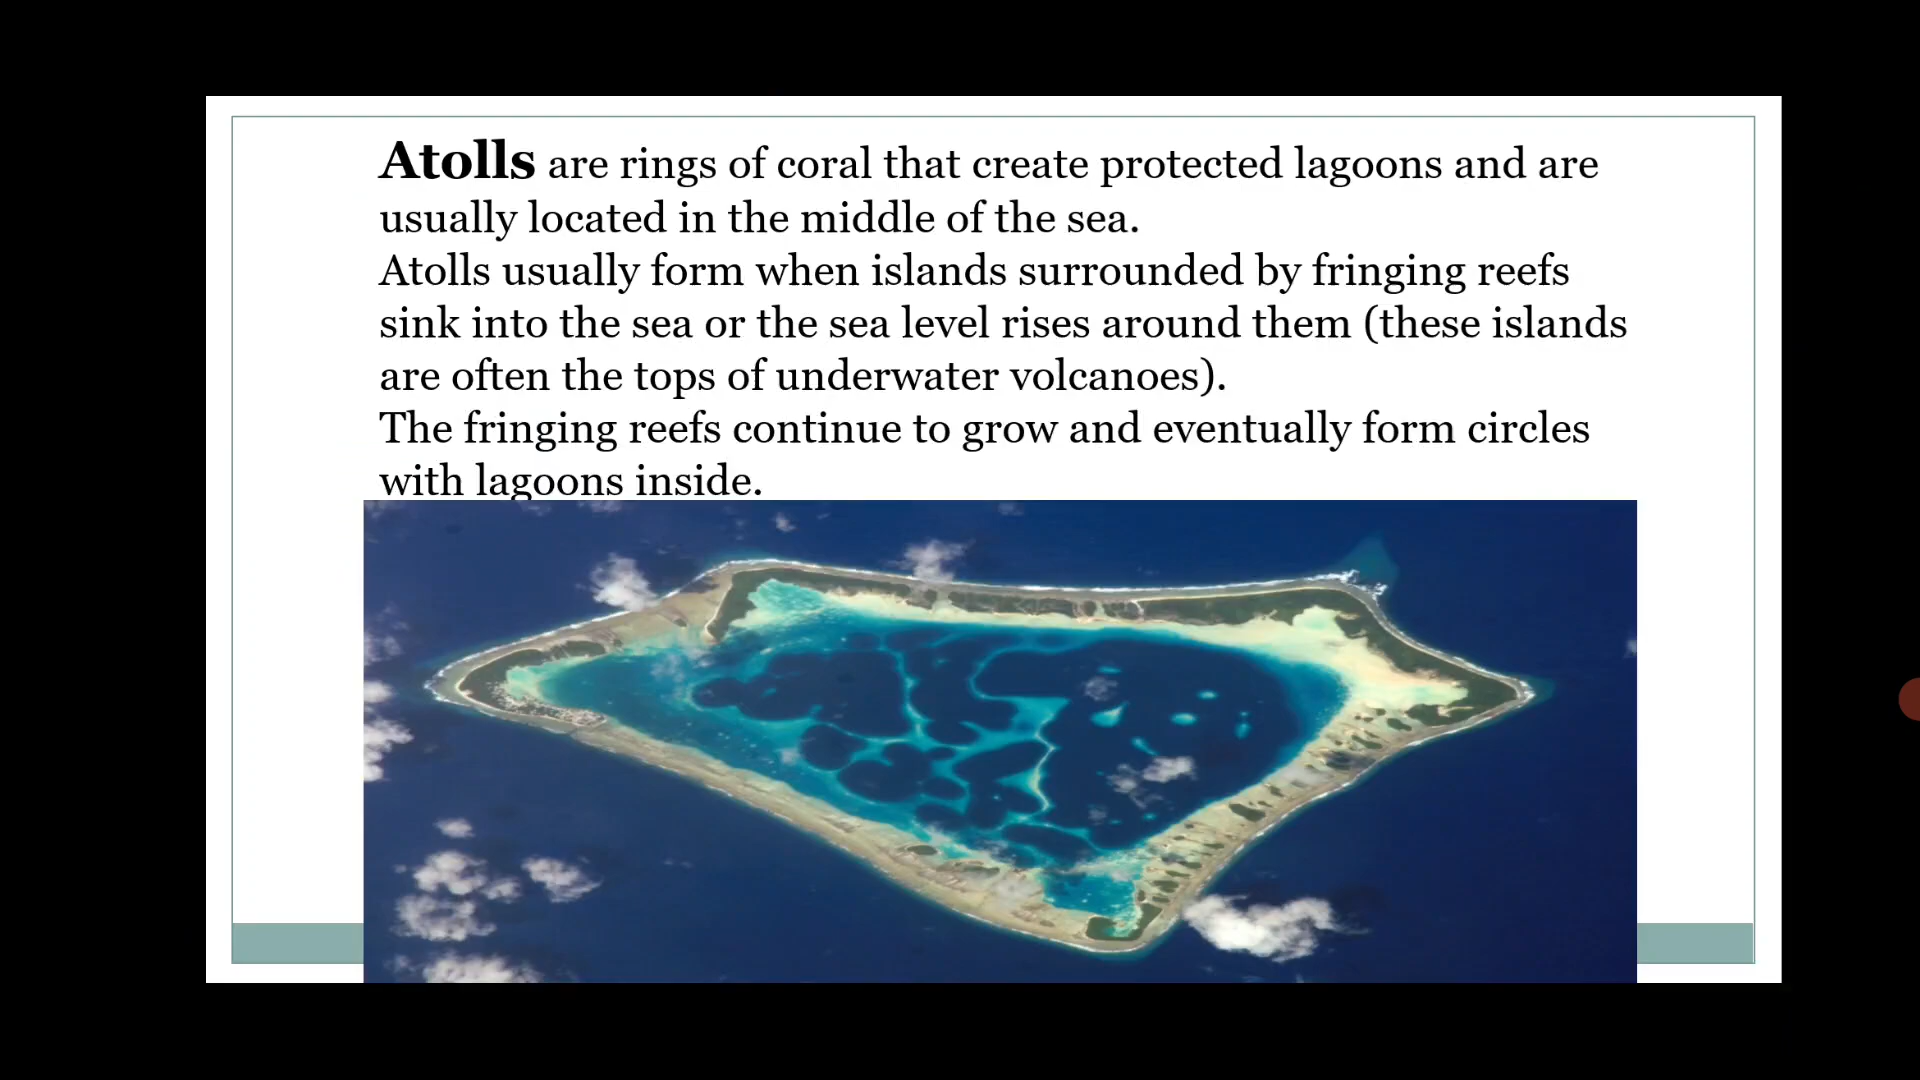 Atolls are rings of coral that create protected lagoons and are
usually located in the middle of the sea.
Atolls usually form when islands surrounded by fringing reefs
sink into the sea or the sea level rises around them (these islands
are often the tops of underwater volcanoes).
The fringing reefs continue to grow and eventually form circles
with lagoons inside.